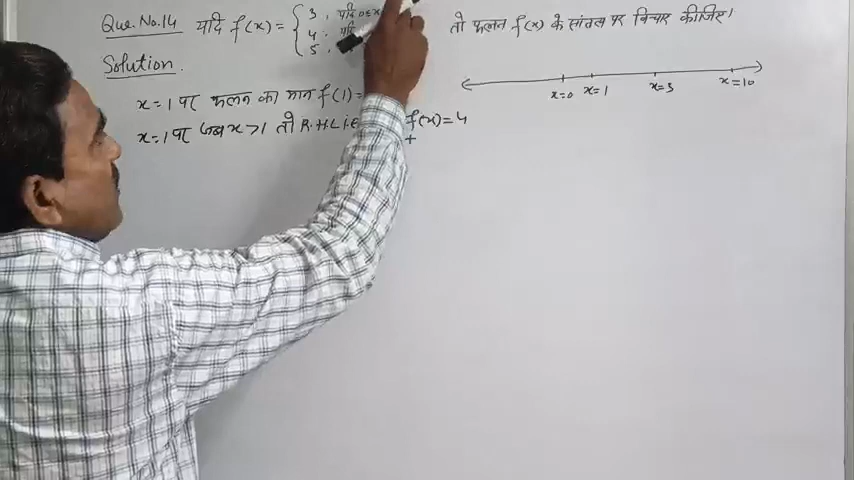 Que. No.14 यदि f(x) = { 3, यदि 0≤x
4, यदि
5,
तो फलन f(x) के सांतत्य पर विचार कीजिए।
Solution.
x=0 x=1 x=3 x=10
x=1 पर फलन का मान f(1)=
x=1 पर जब x>1 तो R.H.L i.e f(x)=4
+